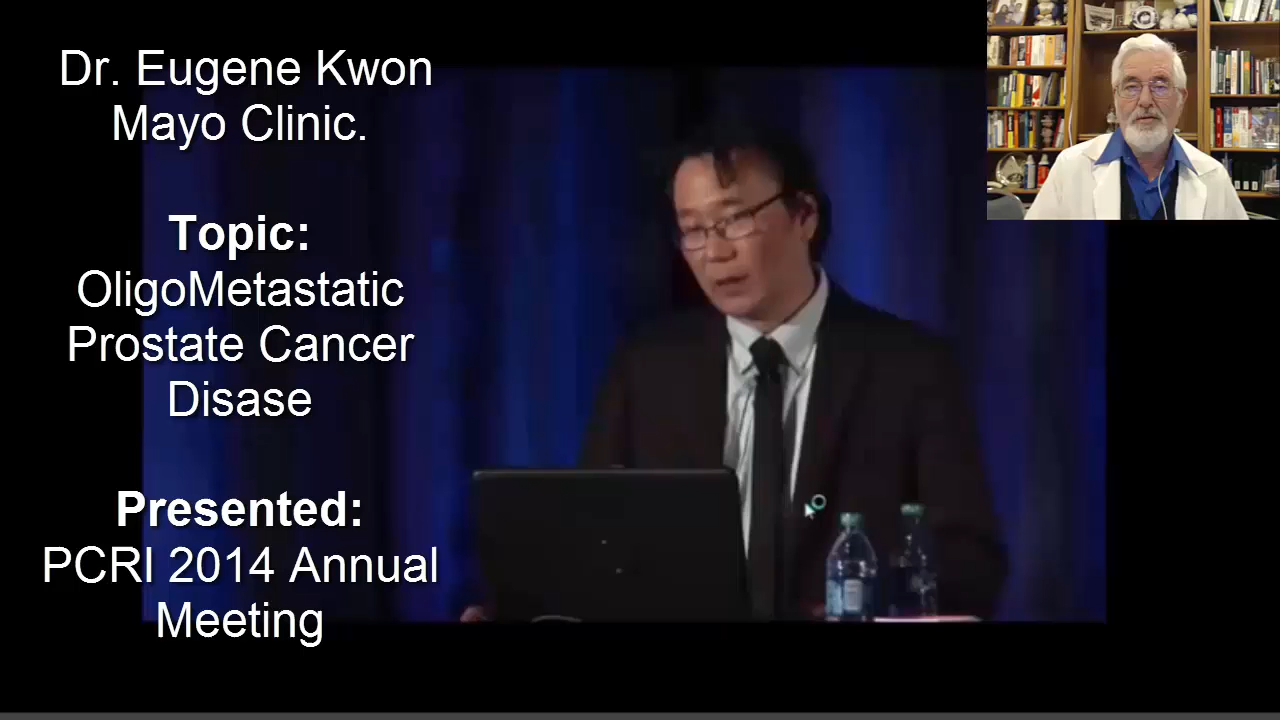 Dr. Eugene Kwon
Mayo Clinic.
Topic:
OligoMetastatic
Prostate Cancer
Disase
Presented:
PCRI 2014 Annual
Meeting